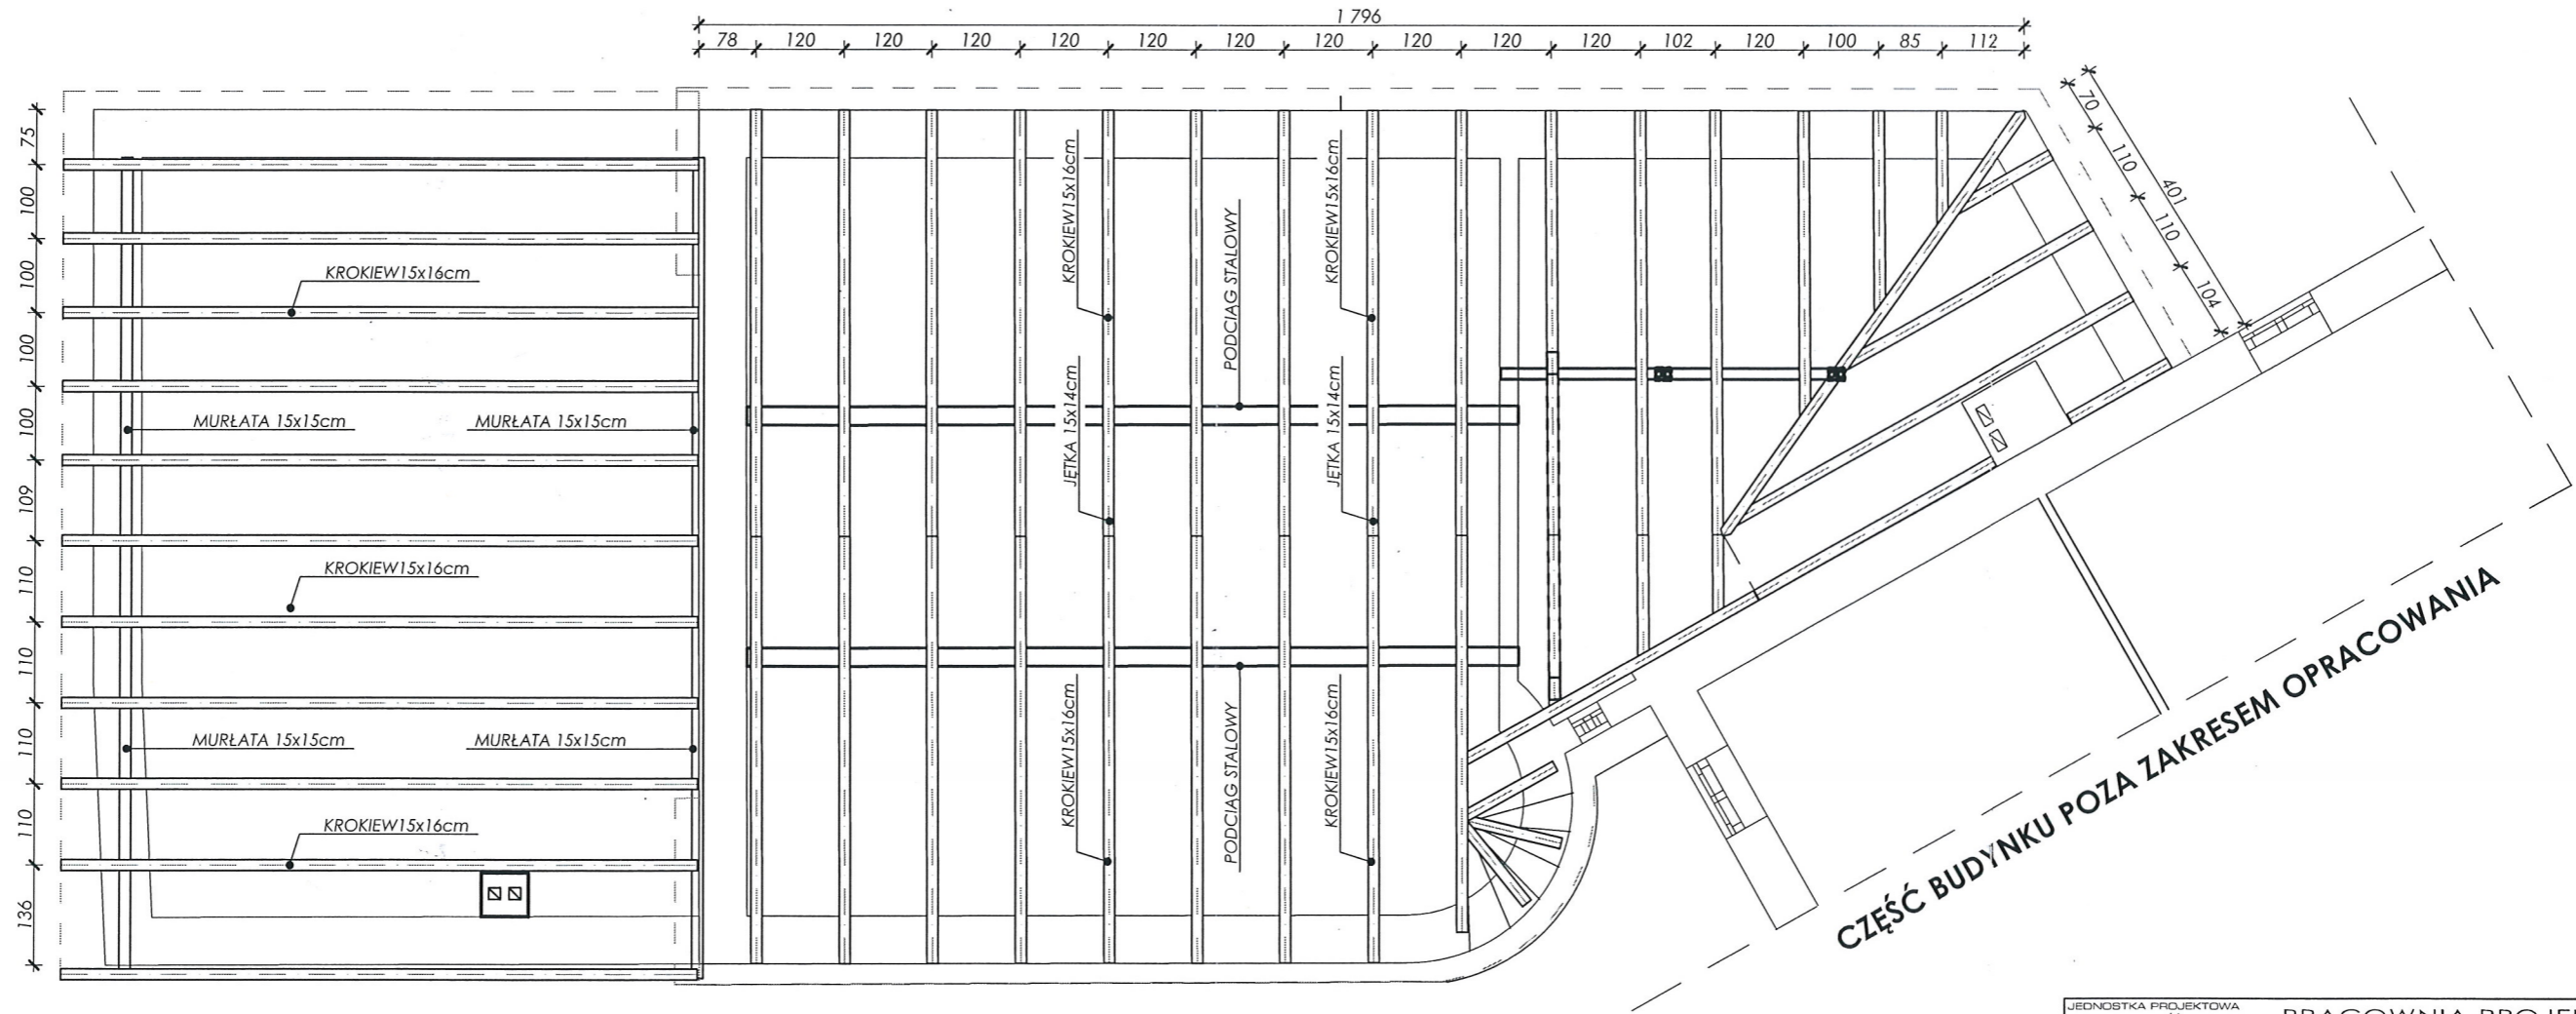 1 796
78 120 120 120 120 120 120 120 120 120 120 102 120 100 85 112
70
110
401
110
104
75
100
100
100
100
109
110
110
110
110
136
KROKIEW15x16cm
MURŁATA 15x15cm
MURŁATA 15x15cm
KROKIEW15x16cm
MURŁATA 15x15cm
MURŁATA 15x15cm
KROKIEW15x16cm
KROKIEW15x16cm
PODCIĄG STALOWY
KROKIEW15x16cm
JĘTKA 15x14cm
JĘTKA 15x14cm
KROKIEW15x16cm
PODCIĄG STALOWY
KROKIEW15x16cm
CZĘŚĆ BUDYNKU POZA ZAKRESEM OPRACOWANIA
JEDNOSTKA PROJEKTOWA